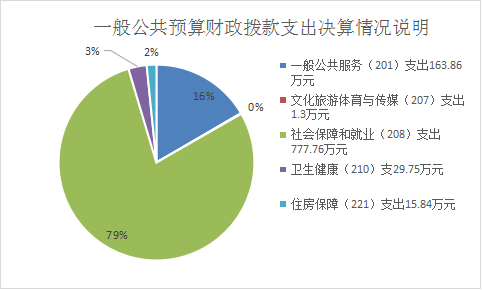 一般公共预算财政拨款支出决算情况说明
3%
2%
16%
0%
79%
一般公共服务（201）支出163.86
万元
文化旅游体育与传媒（207）支出
1.3万元
社会保障和就业（208）支出
777.76万元
卫生健康（210）支29.75万元
住房保障（221）支出15.84万元